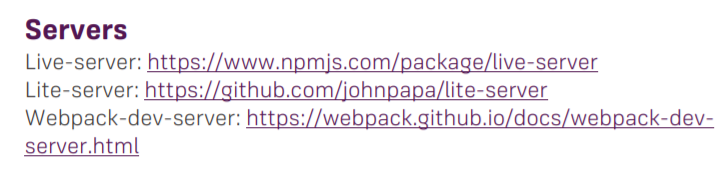 Servers
Live-server: https://www.npmjs.com/package/live-server
Lite-server: https://github.com/johnpapa/lite-server
Webpack-dev-server: https://webpack.github.io/docs/webpack-dev-
server.html